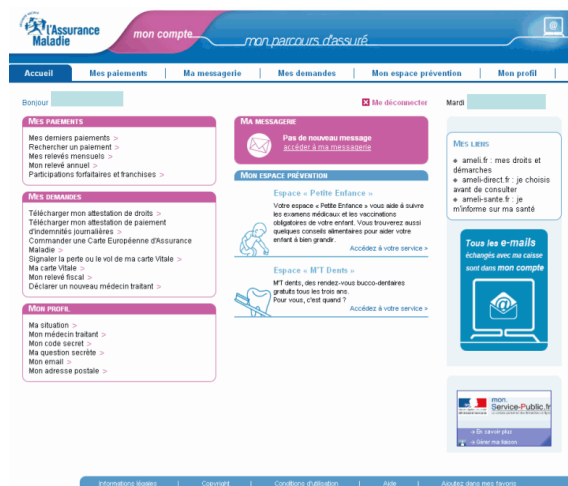 l'Assurance
Maladie
mon compte
mon parcours d'assuré
Accueil
Mes paiements
Ma messagerie
Mes demandes
Mon espace prévention
Mon profil
Bonjour
Me déconnecter
Mardi
MES PAIEMENTS
Mes derniers paiements >
Rechercher un paiement >
Mes relevés mensuels >
Mon relevé annuel >
Participations forfaitaires et franchises >
MES DEMANDES
Télécharger mon attestation de droits >
Télécharger mon attestation de paiement
d'indemnités journalières >
Commander une Carte Européenne d'Assurance
Maladie >
Signaler la perte ou le vol de ma carte Vitale >
Ma carte Vitale >
Mon relevé fiscal >
Déclarer un nouveau médecin traitant >
MON PROFIL
Ma situation >
Mon médecin traitant >
Mon code secret >
Ma question secrète >
Mon email >
Mon adresse postale >
MA MESSAGERIE
Pas de nouveau message
accéder à ma messagerie
MON ESPACE PRÉVENTION
Espace « Petite Enfance »
Votre espace « Petite Enfance » vous aide à suivre
les examens médicaux et les vaccinations
obligatoires de votre enfant. Vous trouverez aussi
quelques conseils alimentaires pour aider votre
enfant à bien grandir.
Accédez à votre service >
Espace « M'T Dents »
M'T dents, des rendez-vous bucco-dentaires
gratuits tous les trois ans.
Pour vous, c'est quand ?
Accédez à votre service >
MES LIENS
ameli.fr : mes droits et
démarches
ameli-direct.fr : je choisis
avant de consulter
ameli-sante.fr : je
m'informe sur ma santé
Tous les e-mails
échangés avec ma caisse
sont dans mon compte
mon.
Service-Public.fr
En savoir plus
Gérer ma liaison
Informations légales | Copyright | Conditions d'utilisation | Aide | Ajoutez dans mes favoris